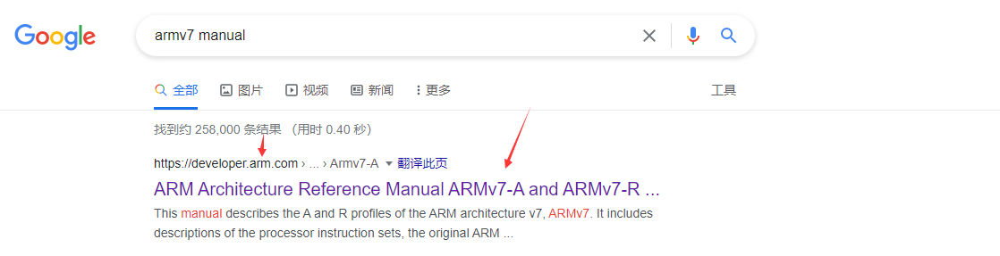 Google
armv7 manual
全部 图片 视频 新闻 更多 工具
找到约 258,000 条结果 （用时 0.40 秒）
https://developer.arm.com › ... › Armv7-A 翻译此页
ARM Architecture Reference Manual ARMv7-A and ARMv7-R ...
This manual describes the A and R profiles of the ARM architecture v7, ARMv7. It includes
descriptions of the processor instruction sets, the original ARM ...